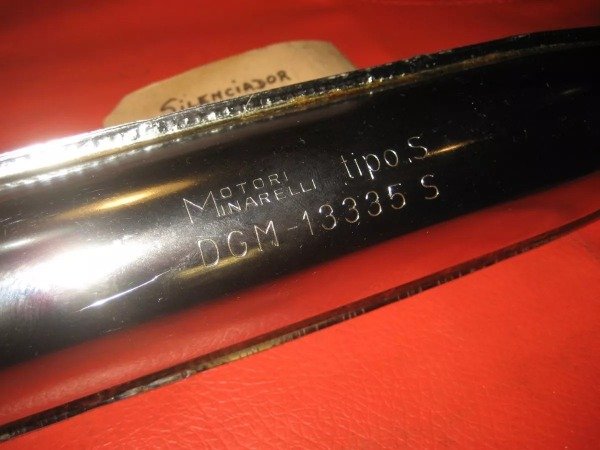 SILENCIADOR
MOTORI
MINARELLI tipo.S
DGM-13335 S